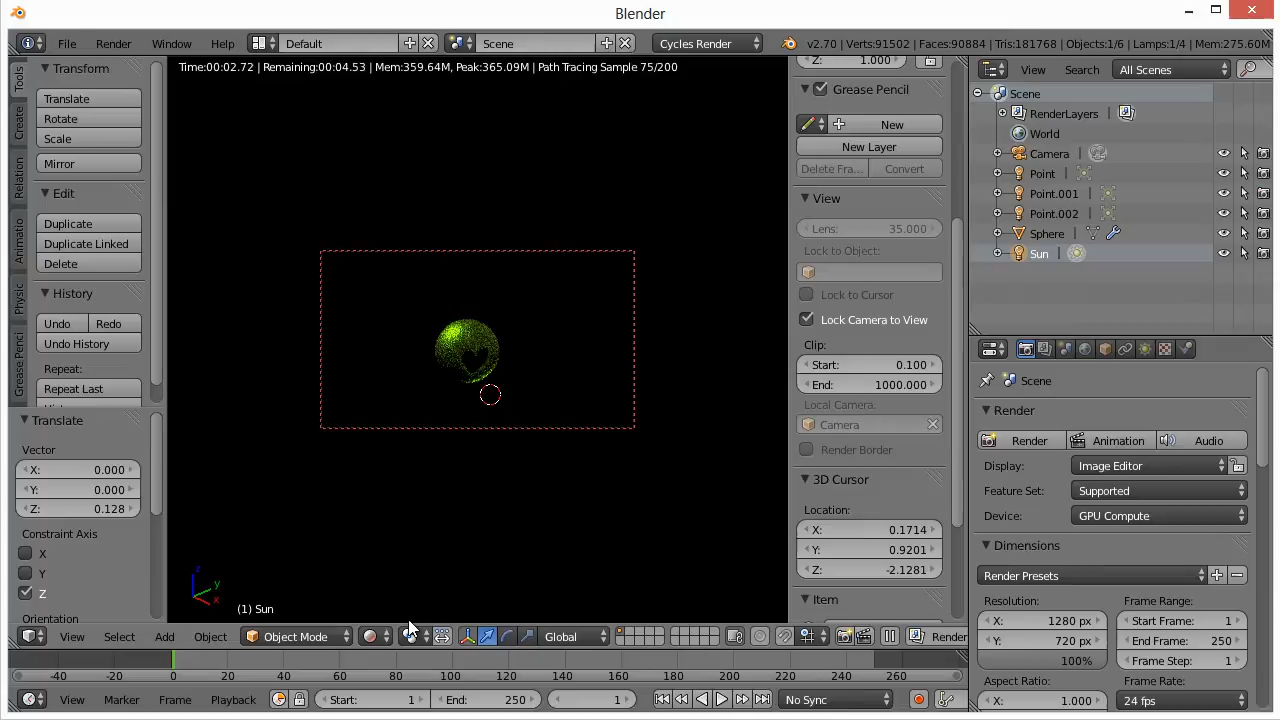 Blender
File Render Window Help Default Scene Cycles Render v2.70 | Verts:91502 | Faces:90884 | Tris:181768 | Objects:1/6 | Lamps:1/4 | Mem:275.60M
Time:00:02.72 | Remaining:00:04.53 | Mem:359.64M, Peak:365.09M | Path Tracing Sample 75/200
Tools
Create
Relation
Animatio
Physic
Grease Penci
Transform
Translate
Rotate
Scale
Mirror
Edit
Duplicate
Duplicate Linked
Delete
History
Undo Redo
Undo History
Repeat:
Repeat Last
Translate
Vector
X: 0.000
Y: 0.000
Z: 0.128
Constraint Axis
X
Y
Z
Orientation
(1) Sun
Z: 1.000
Grease Pencil
New
New Layer
Delete Fra... Convert
View
Lens: 35.000
Lock to Object:
Lock to Cursor
Lock Camera to View
Clip:
Start: 0.100
End: 1000.000
Local Camera:
Camera
Render Border
3D Cursor
Location:
X: 0.1714
Y: 0.9201
Z: -2.1281
Item
View Search All Scenes
Scene
RenderLayers |
World
Camera |
Point |
Point.001 |
Point.002 |
Sphere |
Sun |
Scene
Render
Render Animation Audio
Display: Image Editor
Feature Set: Supported
Device: GPU Compute
Dimensions
Render Presets
Resolution: Frame Range:
X: 1280 px Start Frame: 1
Y: 720 px End Frame: 250
100% Frame Step: 1
Aspect Ratio: Frame Rate:
X: 1.000 24 fps
View Select Add Object Object Mode Global Render
-40 -20 0 20 40 60 80 100 120 140 160 180 200 220 240 260
View Marker Frame Playback Start: 1 End: 250 1 No Sync